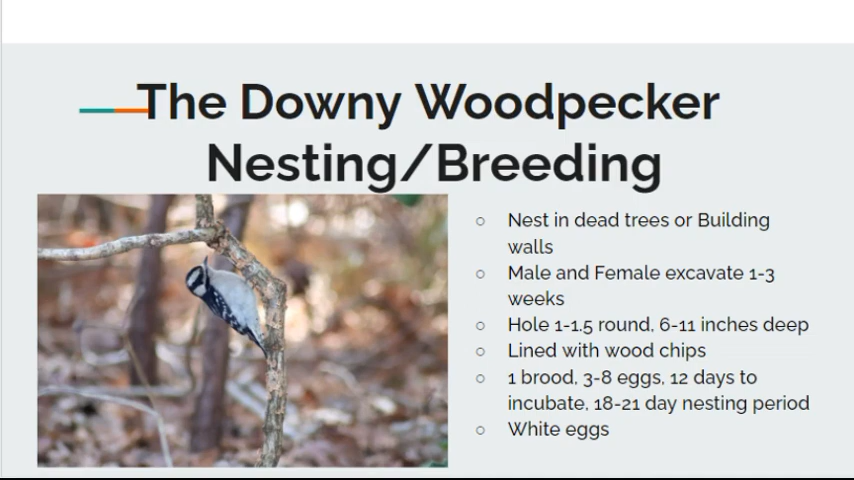 The Downy Woodpecker
Nesting/Breeding
Nest in dead trees or Building
walls
Male and Female excavate 1-3
weeks
Hole 1-1.5 round, 6-11 inches deep
Lined with wood chips
1 brood, 3-8 eggs, 12 days to
incubate, 18-21 day nesting period
White eggs